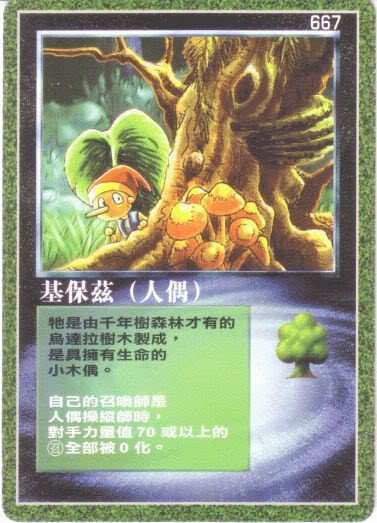 667
基保茲（人偶）
牠是由千年樹森林才有的
烏達拉樹木製成，
是具擁有生命的
小木偶。
自己的召喚師是
人偶操縱師時，
對手力量值70或以上的
㊁全部被0化。